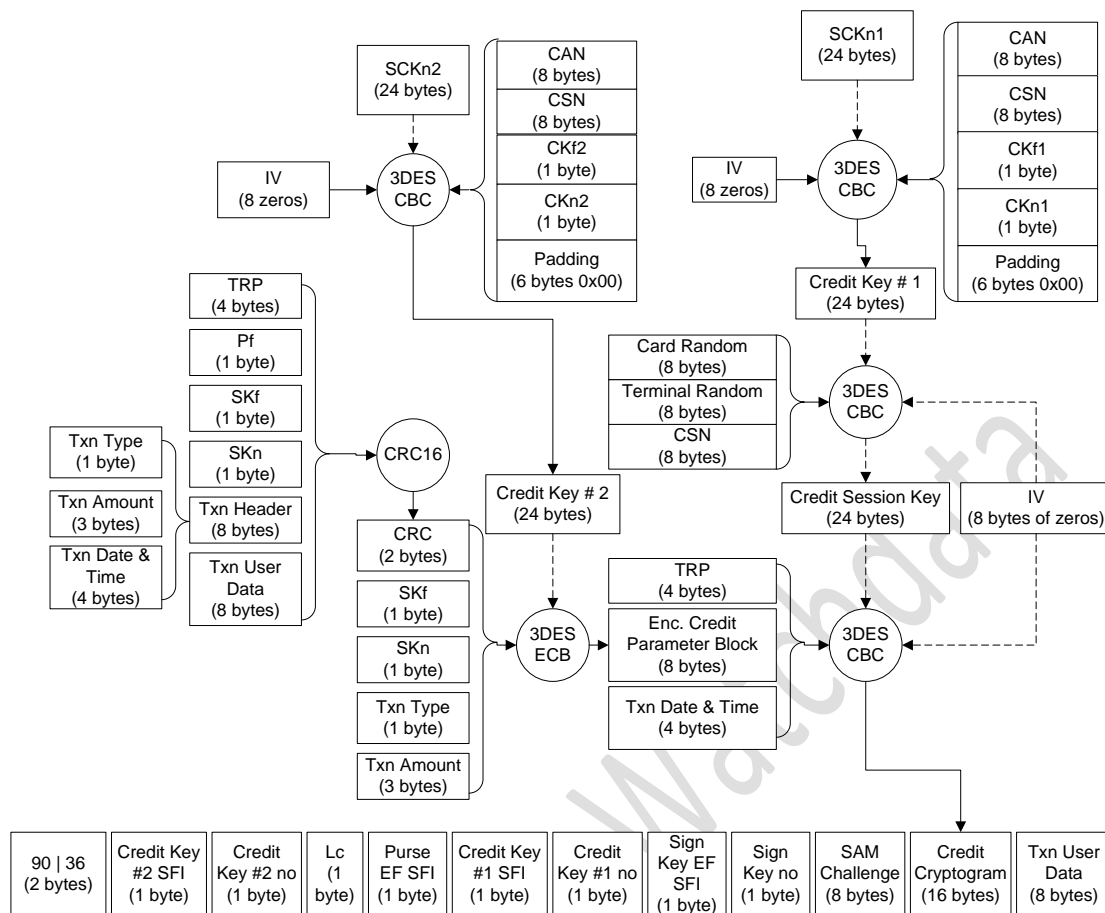 SCKn2
(24 bytes)
CAN
(8 bytes)
CSN
(8 bytes)
CKf2
(1 byte)
CKn2
(1 byte)
Padding
(6 bytes 0x00)
IV
(8 zeros)
3DES
CBC
SCKn1
(24 bytes)
CAN
(8 bytes)
CSN
(8 bytes)
CKf1
(1 byte)
CKn1
(1 byte)
Padding
(6 bytes 0x00)
IV
(8 zeros)
3DES
CBC
Credit Key # 1
(24 bytes)
TRP
(4 bytes)
Pf
(1 byte)
SKf
(1 byte)
SKn
(1 byte)
Txn Header
(8 bytes)
Txn User
Data
(8 bytes)
Txn Type
(1 byte)
Txn Amount
(3 bytes)
Txn Date &
Time
(4 bytes)
CRC16
Card Random
(8 bytes)
Terminal Random
(8 bytes)
CSN
(8 bytes)
3DES
CBC
Credit Key # 2
(24 bytes)
Credit Session Key
(24 bytes)
IV
(8 bytes of zeros)
CRC
(2 bytes)
SKf
(1 byte)
SKn
(1 byte)
Txn Type
(1 byte)
Txn Amount
(3 bytes)
3DES
ECB
TRP
(4 bytes)
Enc. Credit
Parameter Block
(8 bytes)
Txn Date & Time
(4 bytes)
3DES
CBC
Watchdata
90 | 36
(2 bytes)
Credit Key
#2 SFI
(1 byte)
Credit
Key #2 no
(1 byte)
Lc
(1
byte)
Purse
EF SFI
(1 byte)
Credit Key
#1 SFI
(1 byte)
Credit
Key #1 no
(1 byte)
Sign
Key EF
SFI
(1 byte)
Sign
Key no
(1 byte)
SAM
Challenge
(8 bytes)
Credit
Cryptogram
(16 bytes)
Txn User
Data
(8 bytes)